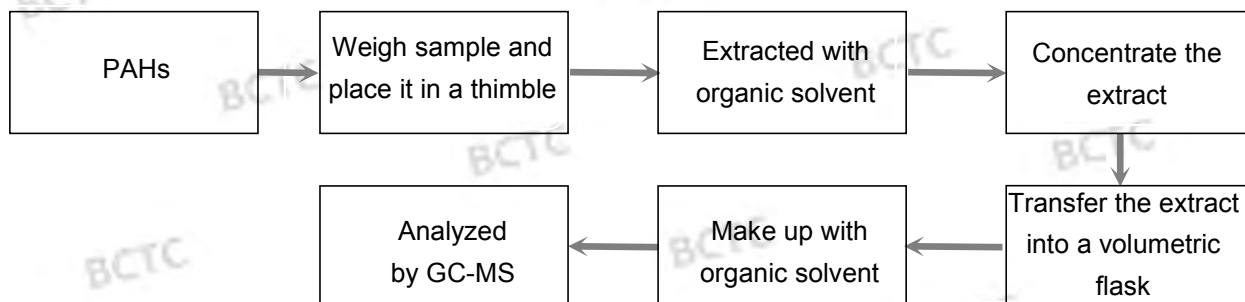 PAHs
Weigh sample and
place it in a thimble
Extracted with
organic solvent
Concentrate the
extract
Transfer the extract
into a volumetric
flask
Make up with
organic solvent
Analyzed
by GC-MS
BCTC
BCTC
BCTC
BCTC
BCTC
BCTC
BCTC